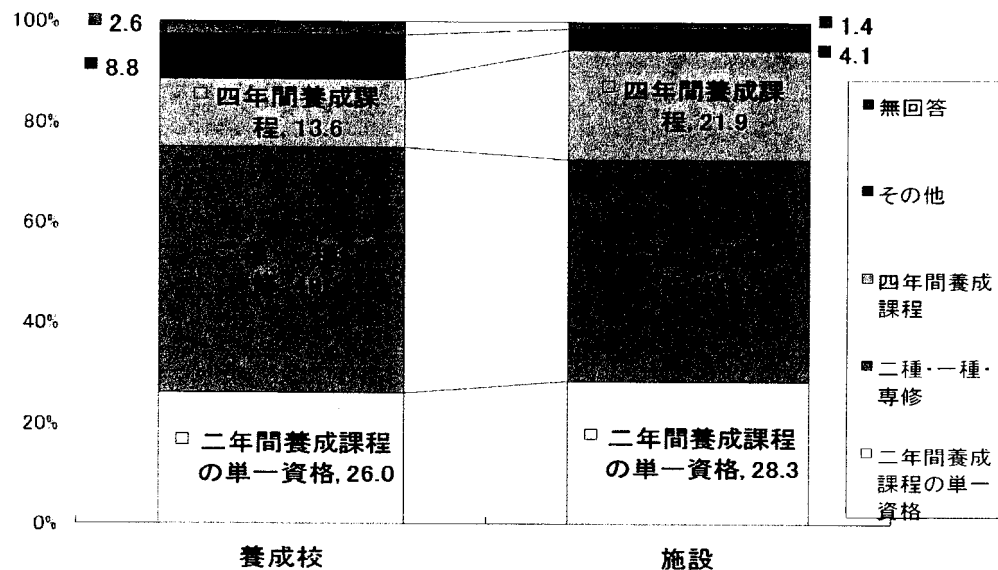 100%
80%
60%
40%
20%
0%
2.6
8.8
四年間養成課
程, 13.6
二年間養成課程
の単一資格, 26.0
養成校
四年間養成課
程, 21.9
二年間養成課程
の単一資格, 28.3
施設
1.4
4.1
無回答
その他
四年間養成
課程
二種・一種・
専修
二年間養成
課程の単一
資格